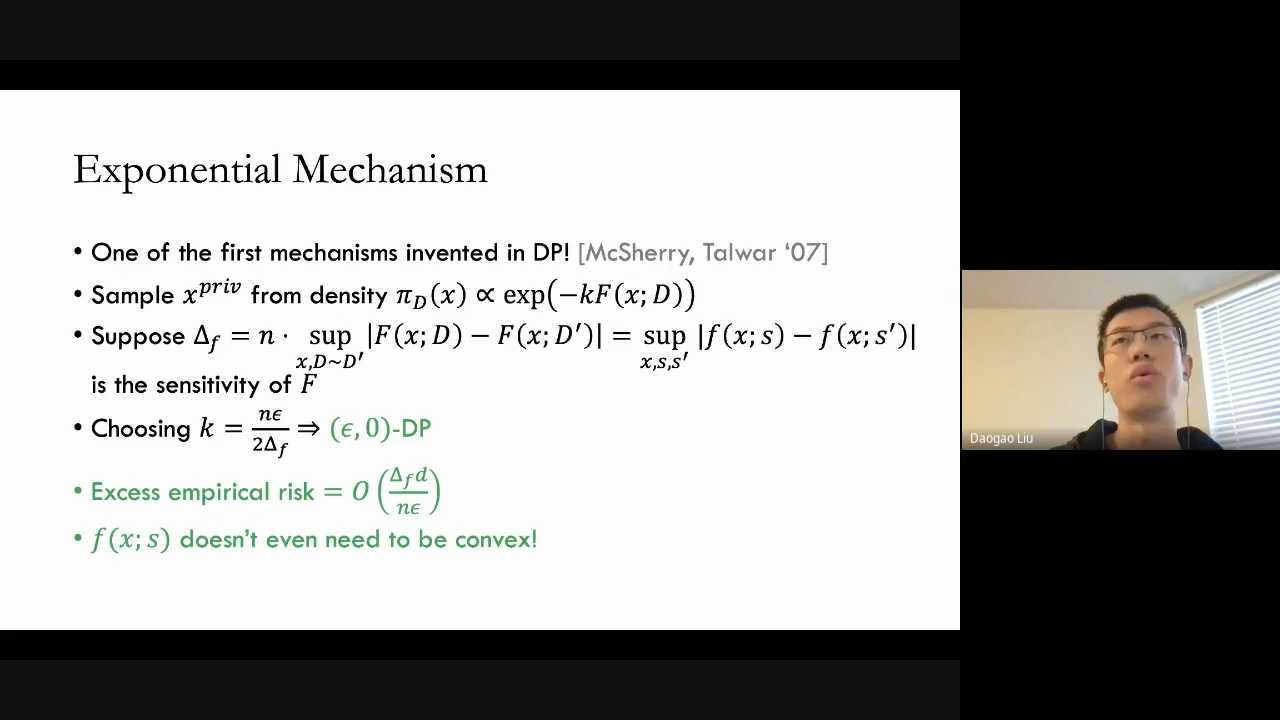 Exponential Mechanism
• One of the first mechanisms invented in DP! [McSherry, Talwar ‘07]
• Sample x^{priv} from density π_D(x) ∝ exp(−kF(x; D))
• Suppose Δ_f = n · sup_{x,D~D′} |F(x; D) − F(x; D′)| = sup_{x,s,s′} |f(x; s) − f(x; s′)|
is the sensitivity of F
• Choosing k = \frac{nϵ}{2Δ_f} ⇒ (ϵ, 0)-DP
• Excess empirical risk = O(\frac{Δ_f d}{nϵ})
• f(x; s) doesn’t even need to be convex!
Daogao Liu